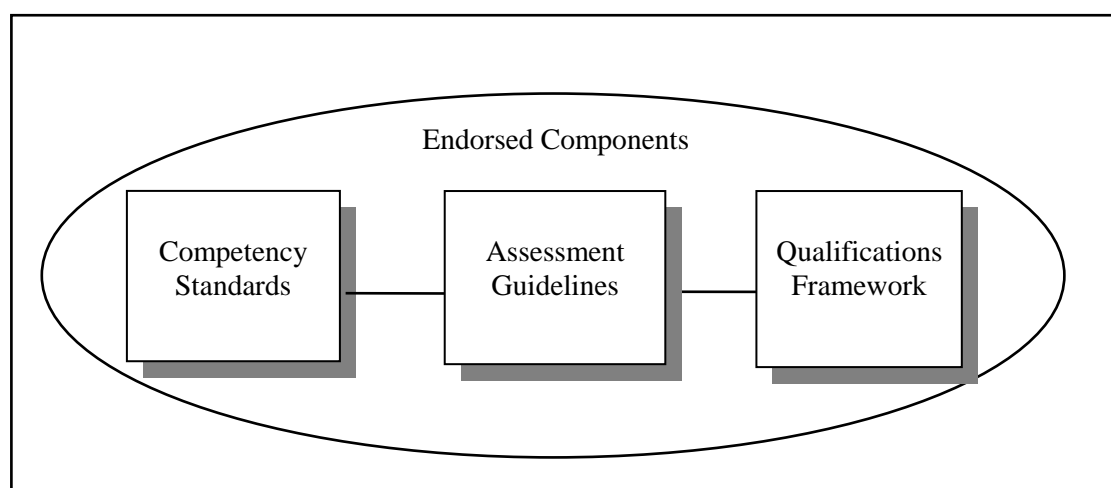 Endorsed Components
Competency
Standards
Assessment
Guidelines
Qualifications
Framework